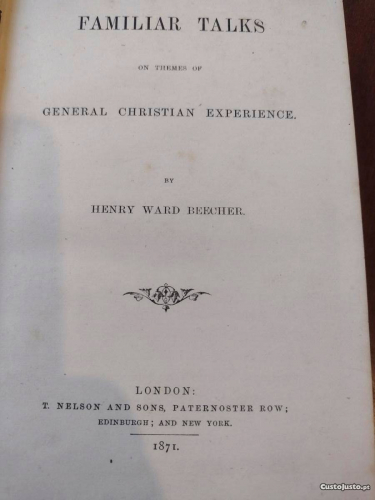 FAMILIAR TALKS
ON THEMES OF
GENERAL CHRISTIAN EXPERIENCE.
BY
HENRY WARD BEECHER.
LONDON:
T. NELSON AND SONS, PATERNOSTER ROW;
EDINBURGH; AND NEW YORK.
1871.
CustoJusto.pt